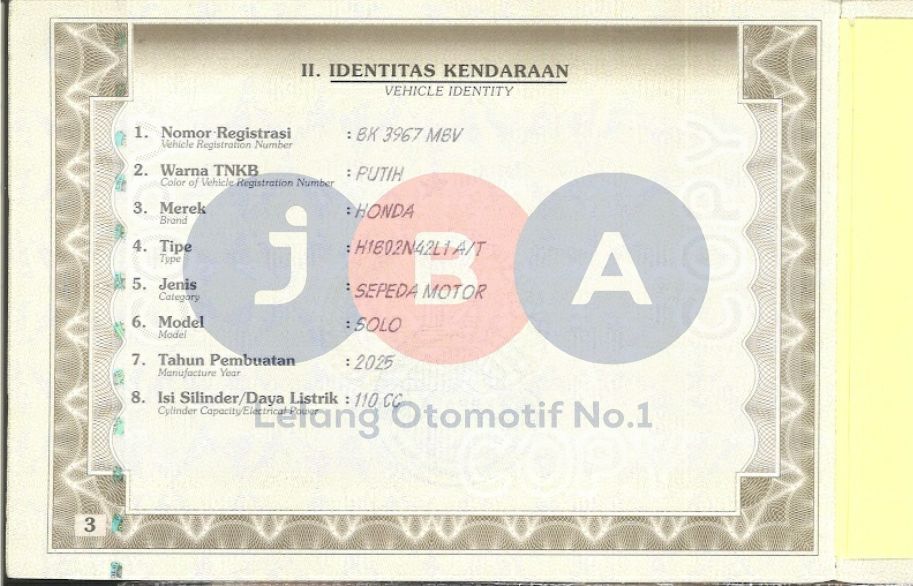 II. IDENTITAS KENDARAAN
VEHICLE IDENTITY
1. Nomor Registrasi : BK 3967 MBV
Vehicle Registration Number
2. Warna TNKB : PUTIH
Color of Vehicle Registration Number
3. Merek : HONDA
Brand
4. Tipe : H1B02N42L1 A/T
Type
5. Jenis : SEPEDA MOTOR
Category
6. Model : SOLO
Model
7. Tahun Pembuatan : 2025
Manufacture Year
8. Isi Silinder/Daya Listrik : 110 CC
Cylinder Capacity/Electrical Power
jBA
Lelang Otomotif No.1
COPY
COPY
3